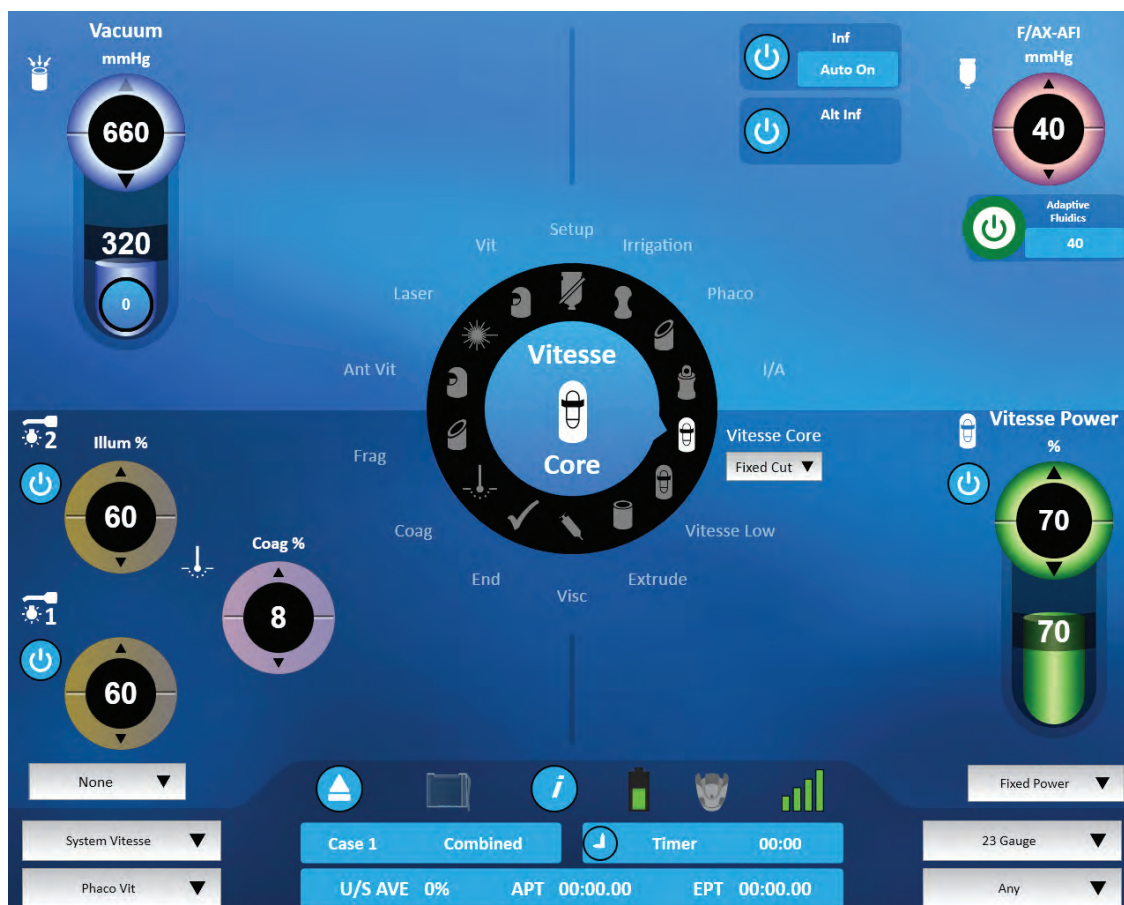 Vacuum
mmHg
660
320
0
Inf
Auto On
Alt Inf
F/AX-AFI
mmHg
40
Adaptive
Fluidics
40
Setup
Vit
Irrigation
Laser
Phaco
Ant Vit
I/A
Vitesse
Core
Vitesse Core
Fixed Cut
Frag
Coag
Vitesse Low
End
Extrude
Visc
2
Illum %
60
Coag %
8
1
60
Vitesse Power
%
70
70
None
System Vitesse
Phaco Vit
i
Case 1 Combined
Timer 00:00
U/S AVE 0% APT 00:00.00 EPT 00:00.00
Fixed Power
23 Gauge
Any